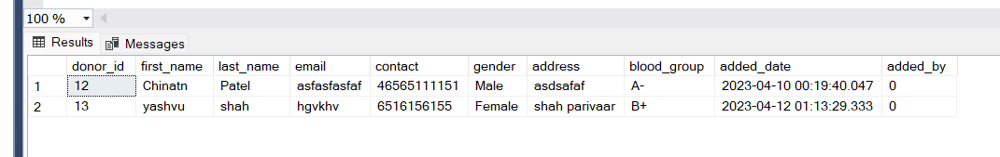 100 %
Results Messages
donor_id first_name last_name email contact gender address blood_group added_date added_by
1 12 Chinatn Patel asfasfasfaf 46565111151 Male asdsafaf A- 2023-04-10 00:19:40.047 0
2 13 yashvu shah hgvkhv 6516156155 Female shah parivaar B+ 2023-04-12 01:13:29.333 0